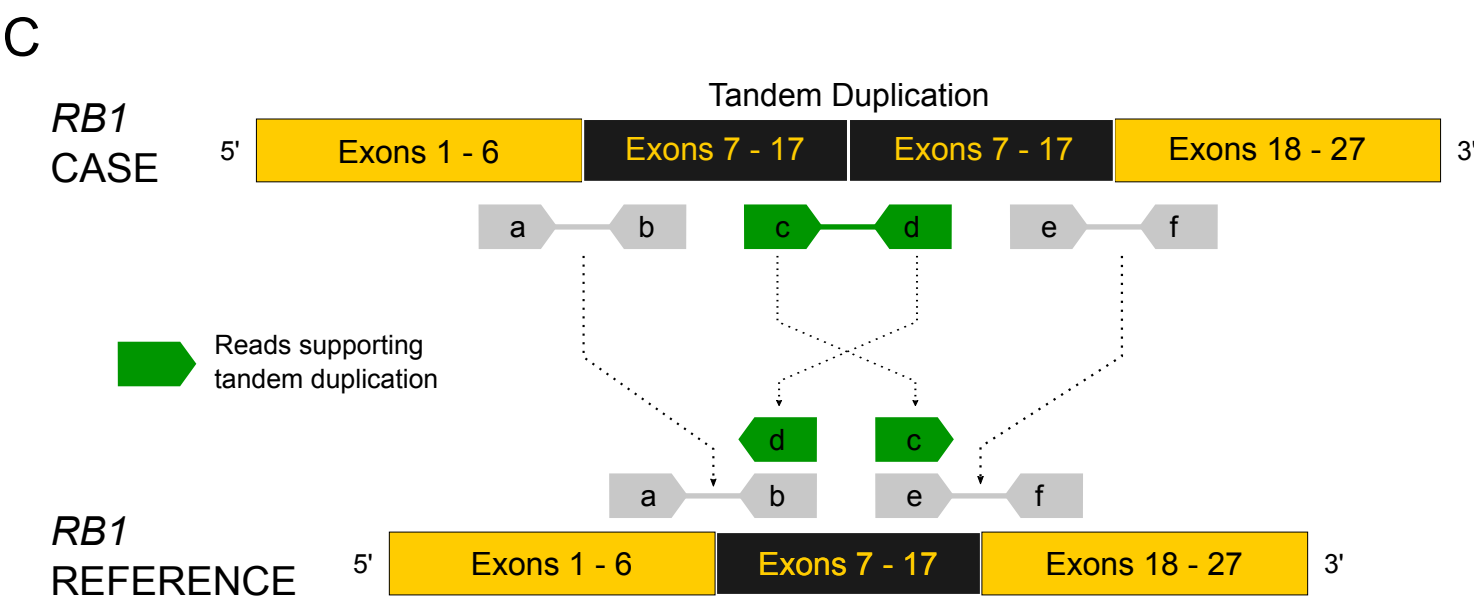 C
Tandem Duplication
RB1
CASE
5'
Exons 1 - 6
Exons 7 - 17
Exons 7 - 17
Exons 18 - 27
3'
a
b
c
d
e
f
Reads supporting
tandem duplication
d
c
a
b
e
f
RB1
REFERENCE
5'
Exons 1 - 6
Exons 7 - 17
Exons 18 - 27
3'